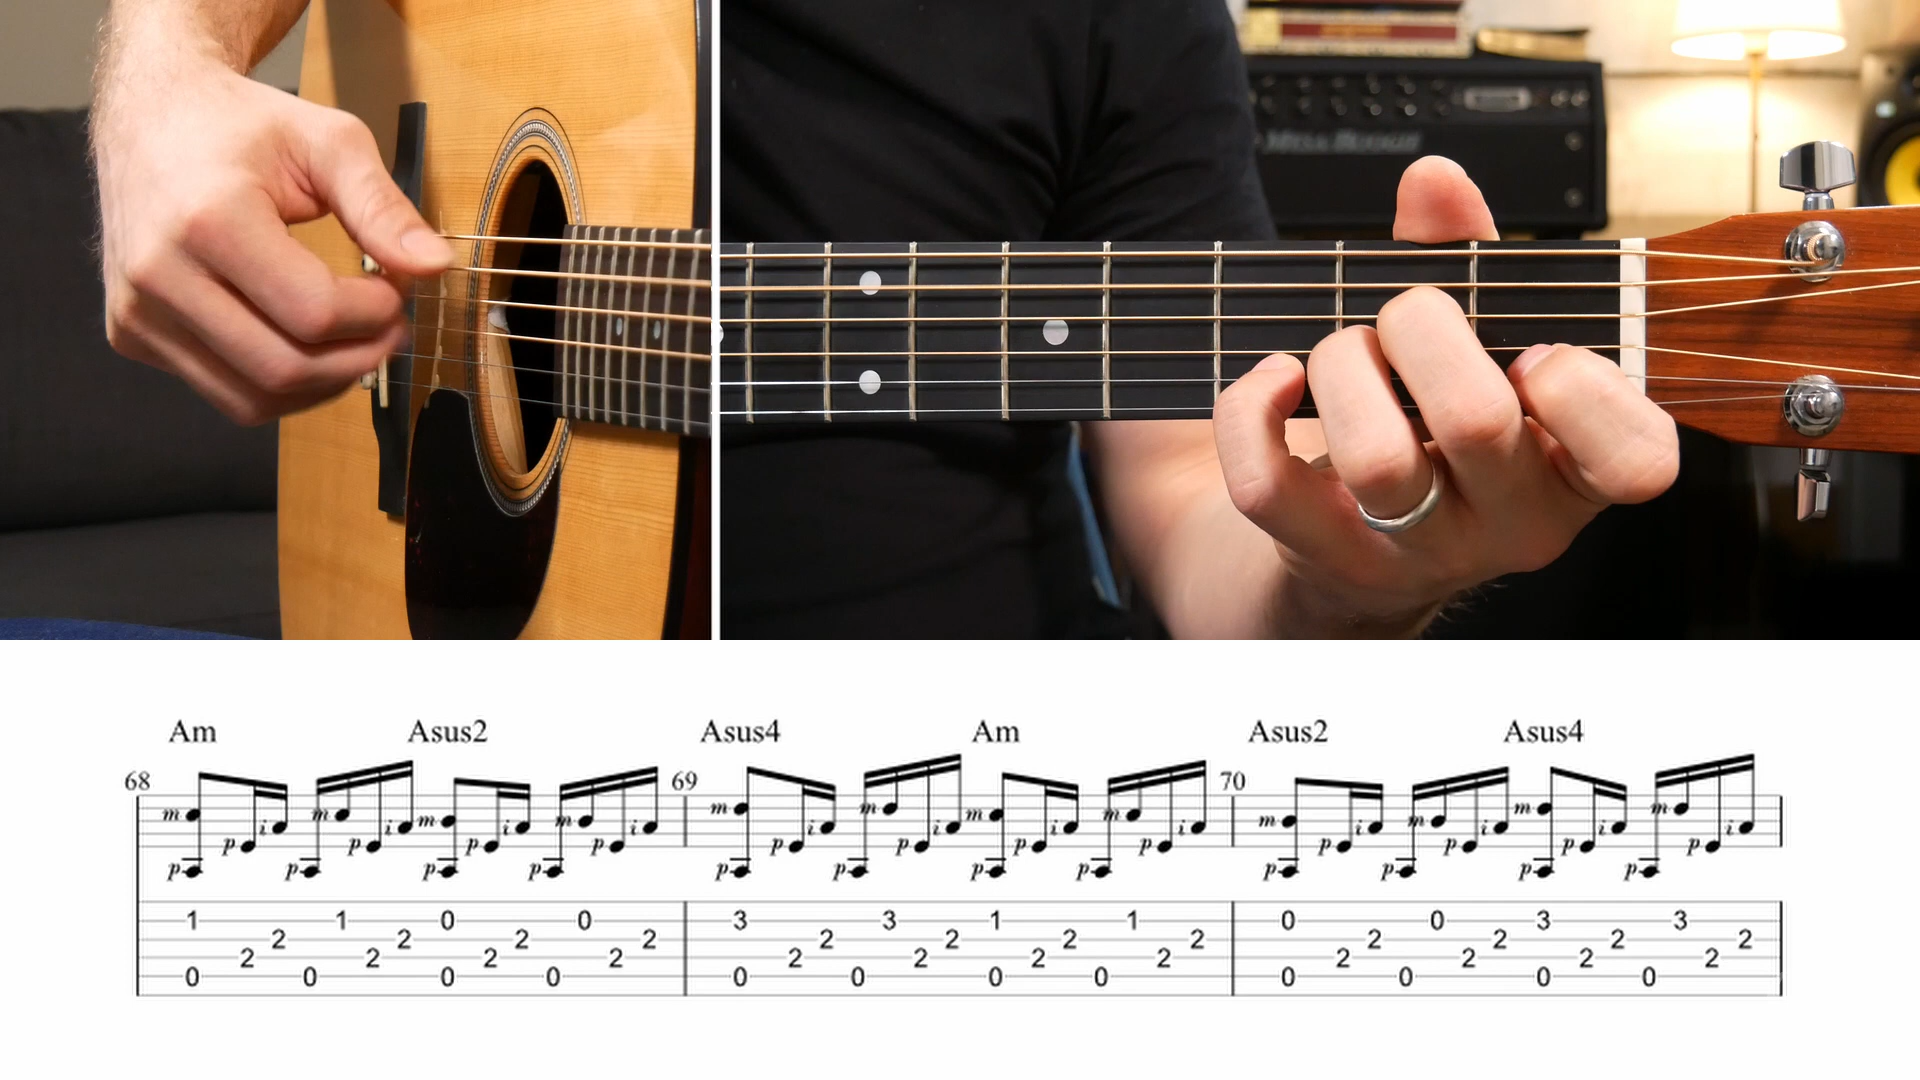 MESA BOOGIE
Am Asus2 Asus4 Am Asus2 Asus4
68 69 70
m m m m m m m m m m m m
p i p i p i p i p i p i p i p i p i p i p i p i
p p p p p p p p p p p p
1 1 0 0 3 3 1 1 0 0 3 3
2 2 2 2 2 2 2 2 2 2 2 2
2 2 2 2 2 2 2 2 2 2 2 2
0 0 0 0 0 0 0 0 0 0 0 0